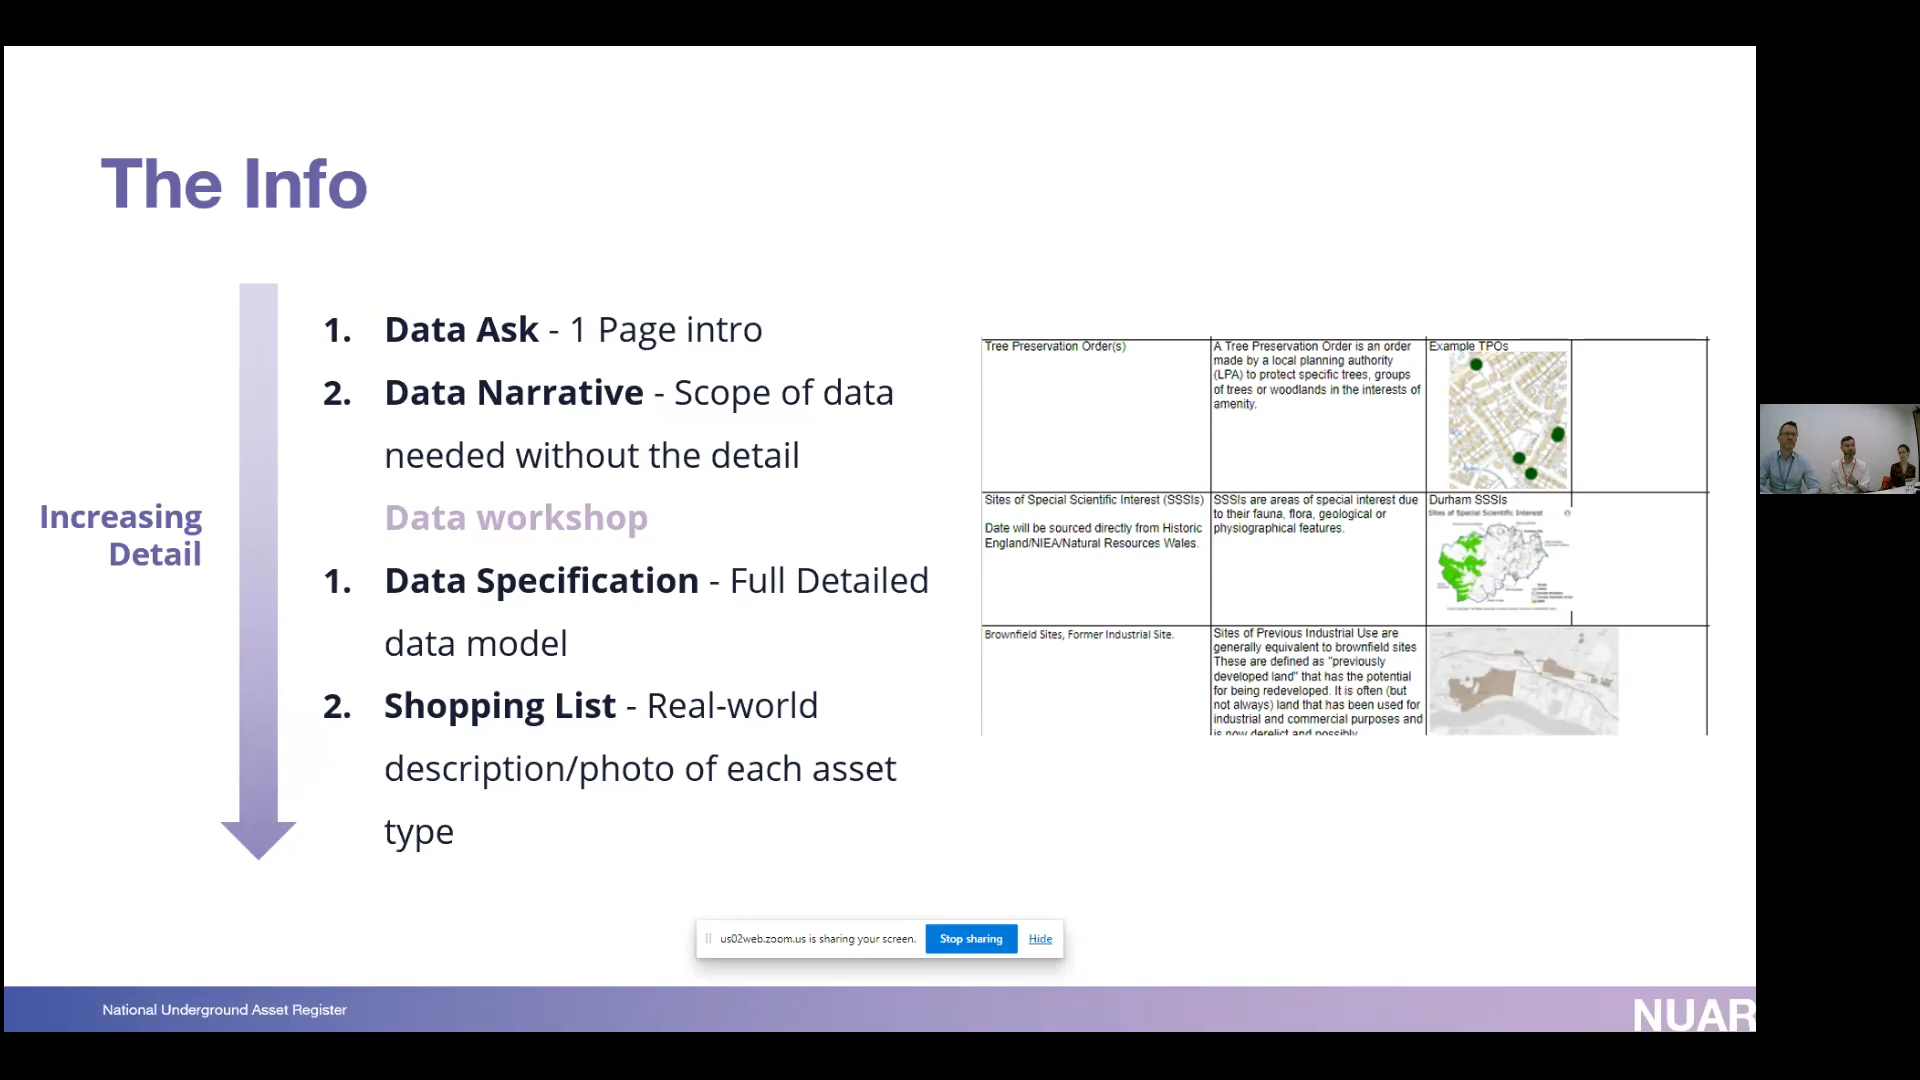 The Info
Increasing
Detail
1. Data Ask - 1 Page intro
2. Data Narrative - Scope of data
needed without the detail
Data workshop
1. Data Specification - Full Detailed
data model
2. Shopping List - Real-world
description/photo of each asset
type
Tree Preservation Order(s)
A Tree Preservation Order is an order
made by a local planning authority
(LPA) to protect specific trees, groups
of trees or woodlands in the interests of
amenity.
Example TPOs
Sites of Special Scientific Interest (SSSIs)
Date will be sourced directly from Historic
England/NIEA/Natural Resources Wales.
SSSIs are areas of special interest due
to their fauna, flora, geological or
physiographical features.
Durham SSSIs
Sites of Special Scientific Interest
Brownfield Sites, Former Industrial Site.
Sites of Previous Industrial Use are
generally equivalent to brownfield sites
These are defined as "previously
developed land" that has the potential
for being redeveloped. It is often (but
not always) land that has been used for
industrial and commercial purposes and
is now derelict and possibly
us02web.zoom.us is sharing your screen.
Stop sharing
Hide
National Underground Asset Register
NUAR